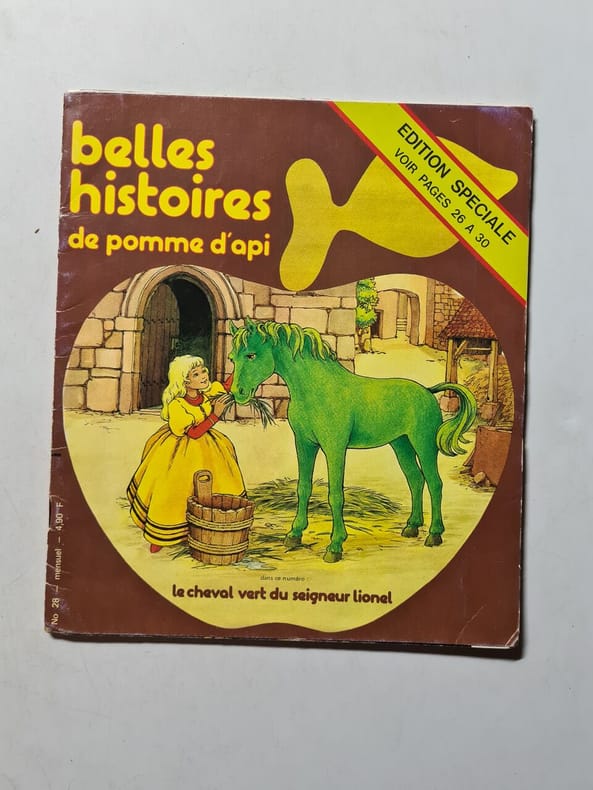 belles
histoires
de pomme d'api
EDITION SPECIALE
VOIR PAGES 26 A 30
dans ce numéro :
le cheval vert du seigneur lionel
No 28 — mensuel — 4,90 F